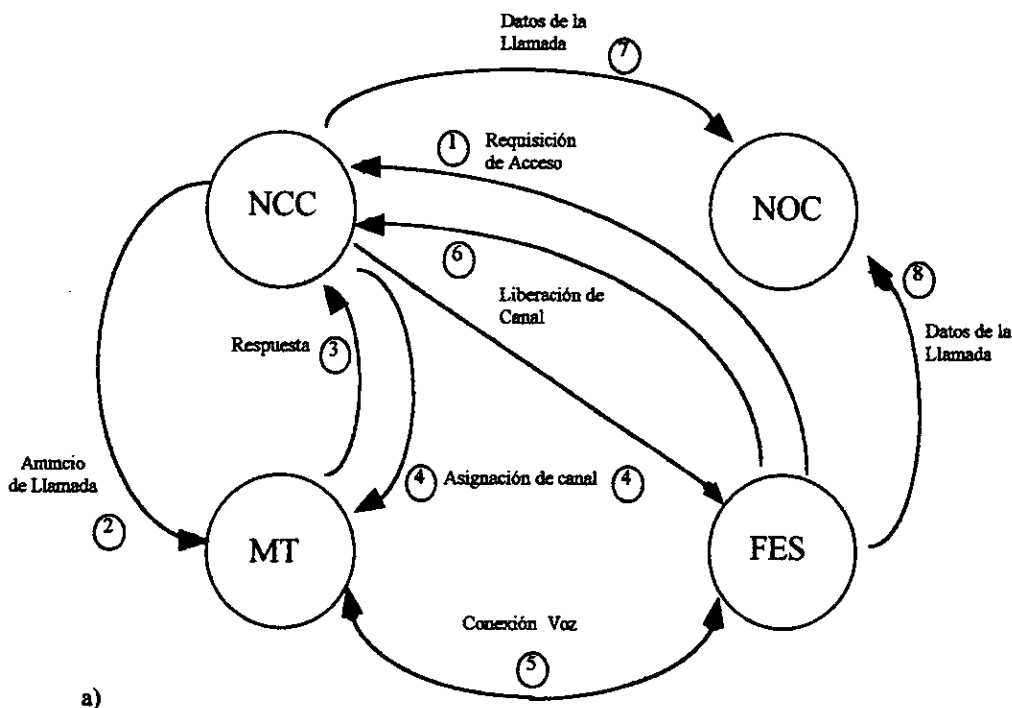 Datos de la
Llamada
7
1
Requisición
de Acceso
NCC
NOC
6
8
Liberación de
Canal
Respuesta
3
Datos de la
Llamada
Anuncio
de Llamada
4
Asignación de canal
4
2
MT
FES
Conexión Voz
5
a)